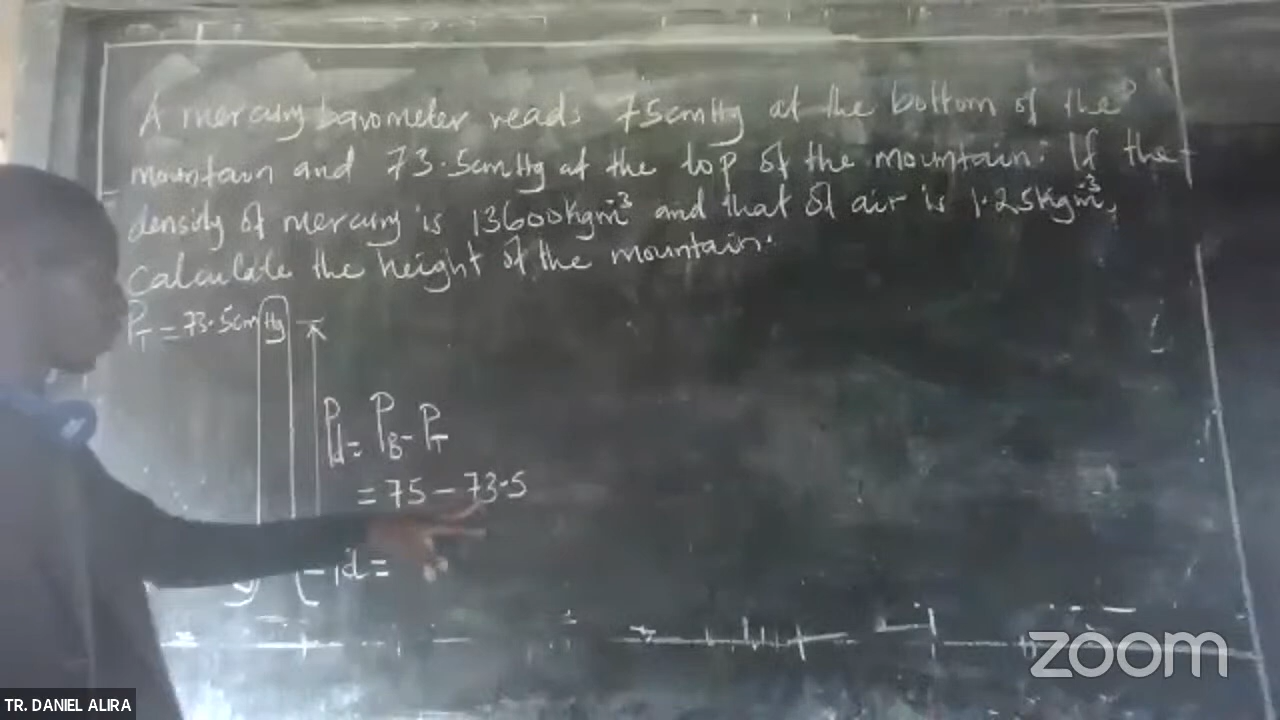 A mercury barometer reads 75cmHg at the bottom of the
mountain and 73.5cmHg at the top of the mountain. If the
density of mercury is 13600kgm⁻³ and that of air is 1.25kgm⁻³,
Calculate the height of the mountain.
P_T = 73.5cmHg
P_d = P_B - P_T
= 75 - 73.5
d =
zoom
TR. DANIEL ALIRA